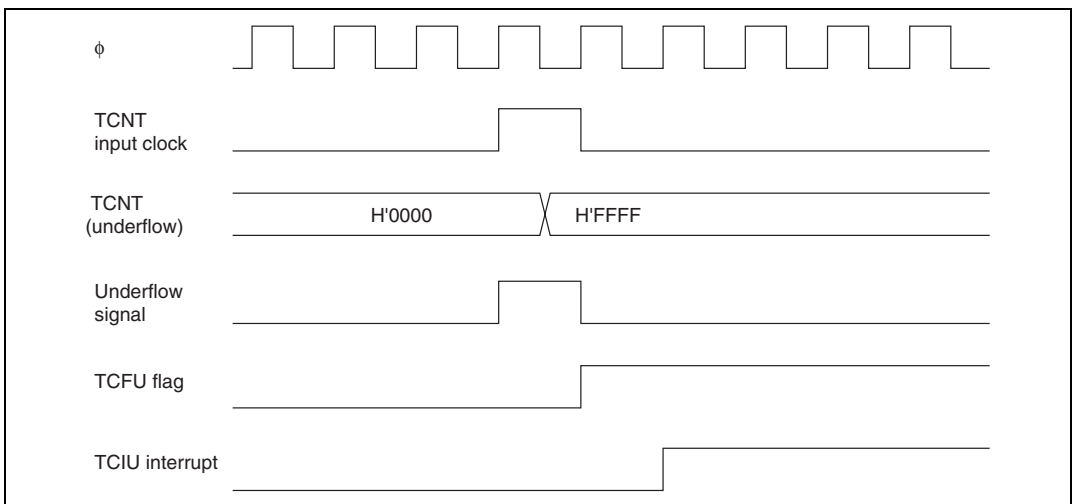 φ
TCNT
input clock
TCNT
(underflow)
H'0000
H'FFFF
Underflow
signal
TCFU flag
TCIU interrupt